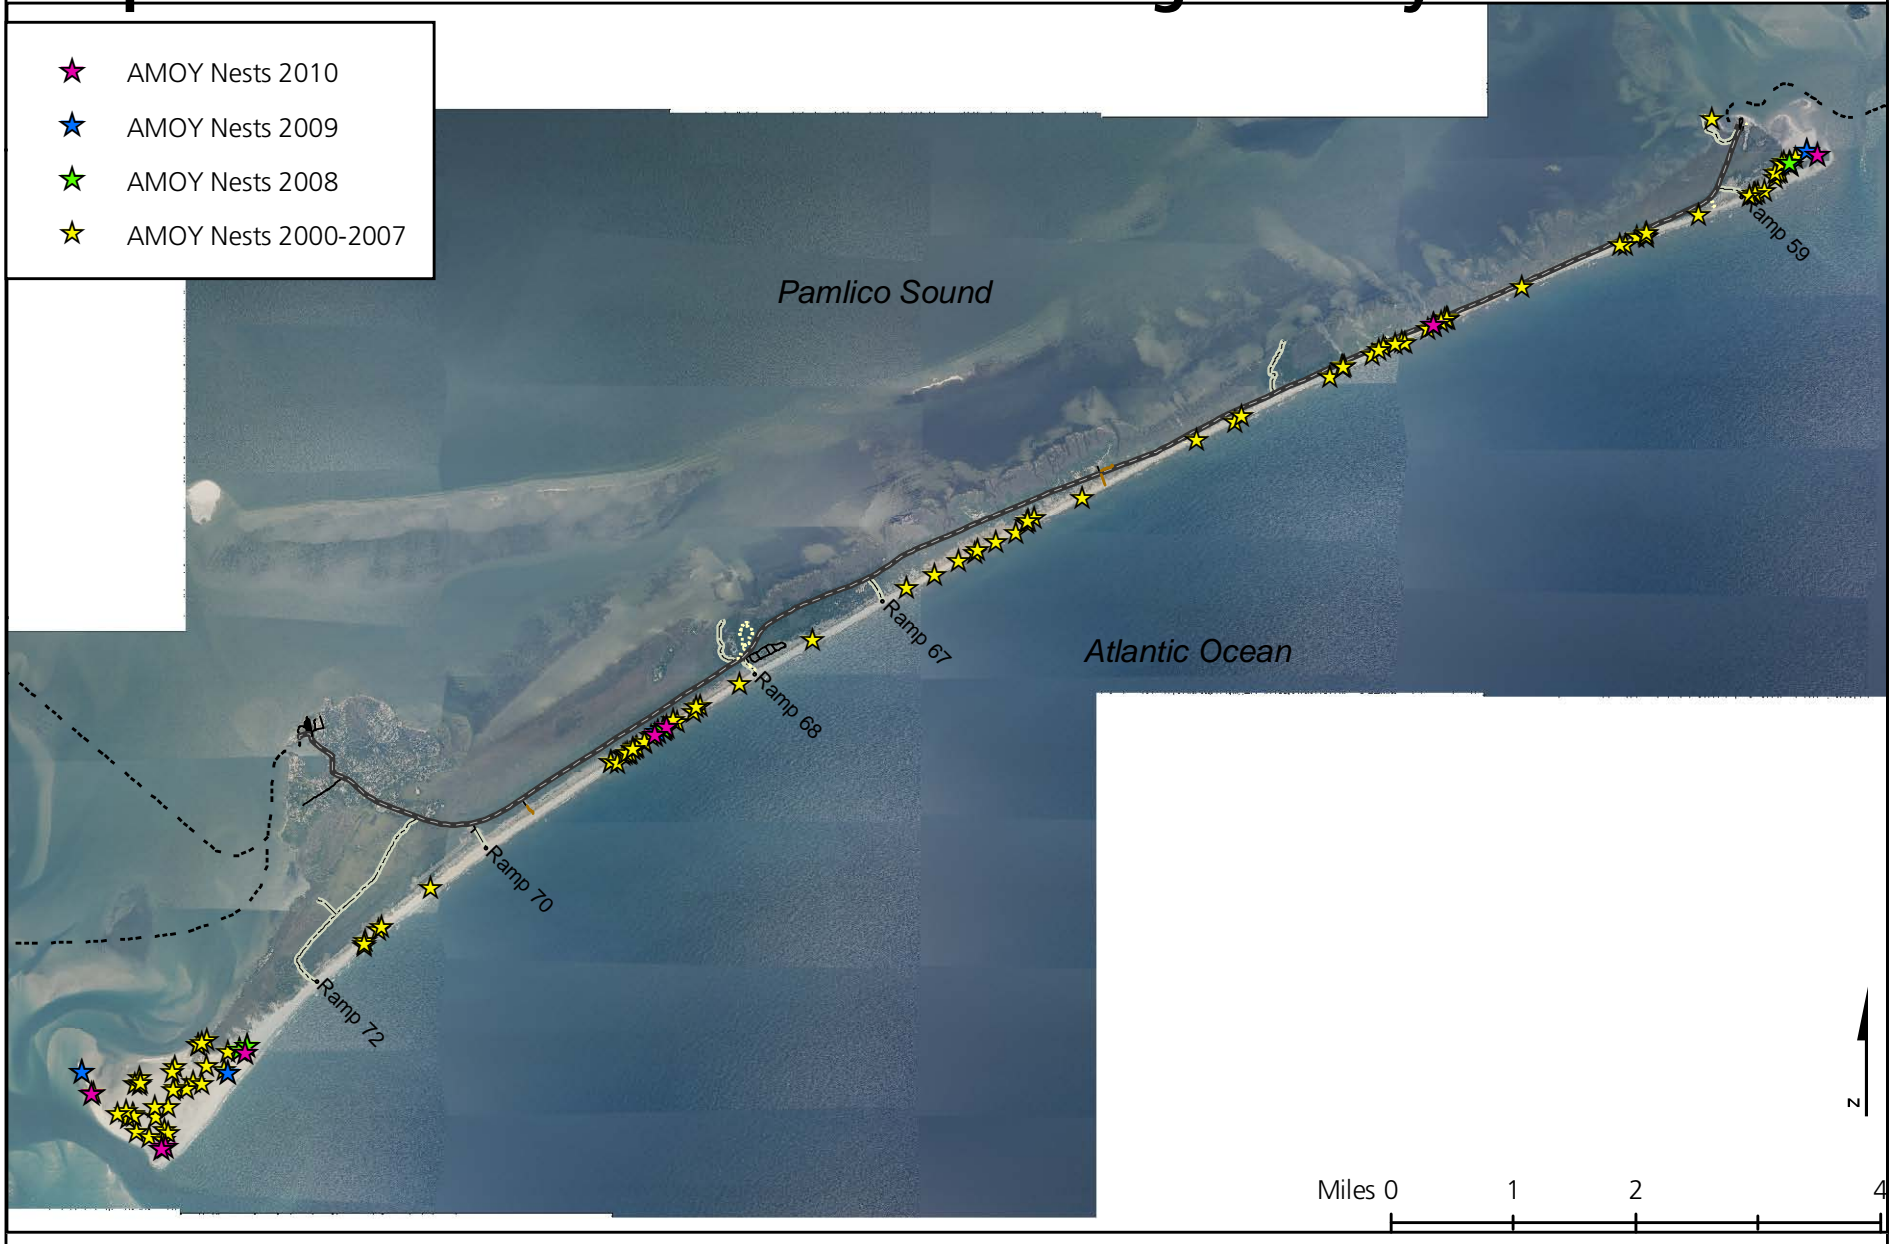 AMOY Nests 2010
AMOY Nests 2009
AMOY Nests 2008
AMOY Nests 2000-2007
Pamlico Sound
Ramp 59
Atlantic Ocean
Ramp 67
Ramp 68
Ramp 70
Ramp 72
Miles 0 1 2 4
N